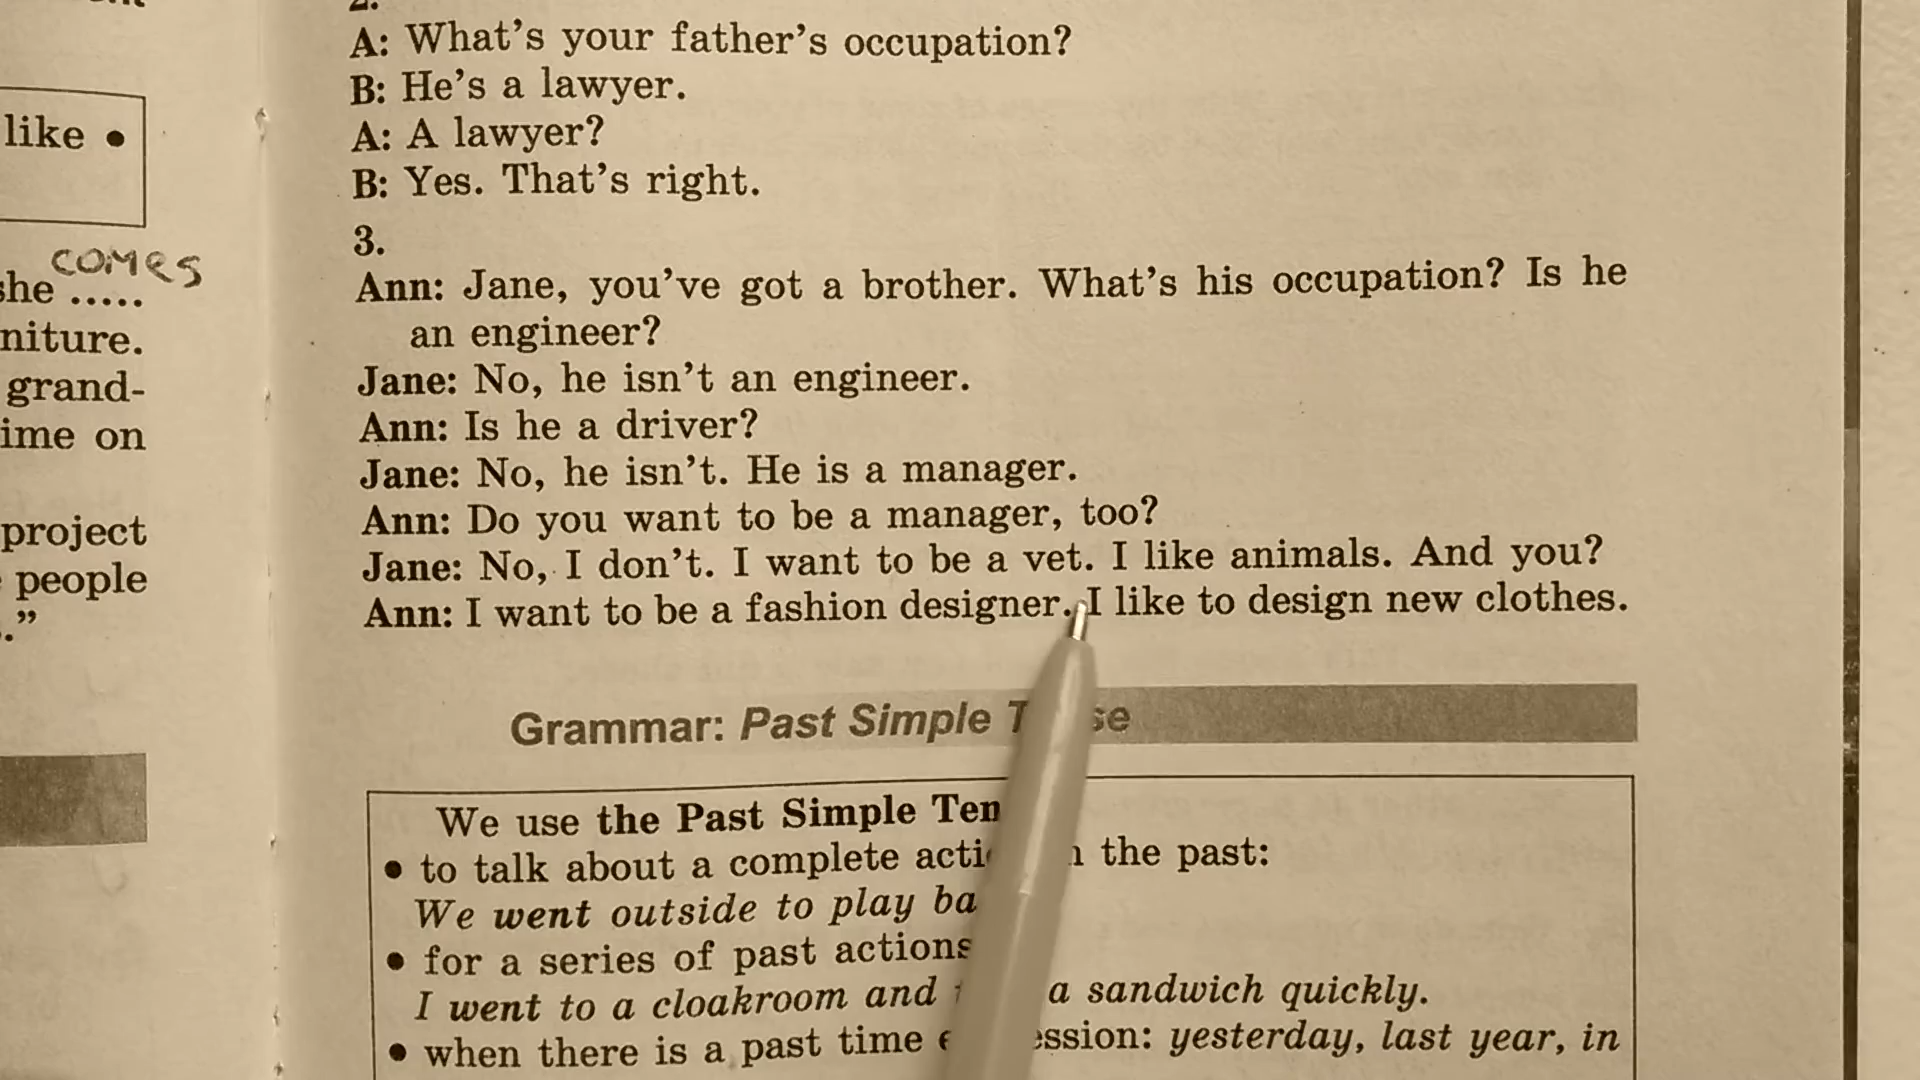 like •
comes
she .....
niture.
grand-
ime on
project
people
.”
2.
A: What’s your father’s occupation?
B: He’s a lawyer.
A: A lawyer?
B: Yes. That’s right.
3.
Ann: Jane, you’ve got a brother. What’s his occupation? Is he
an engineer?
Jane: No, he isn’t an engineer.
Ann: Is he a driver?
Jane: No, he isn’t. He is a manager.
Ann: Do you want to be a manager, too?
Jane: No, I don’t. I want to be a vet. I like animals. And you?
Ann: I want to be a fashion designer. I like to design new clothes.
Grammar: Past Simple
We use the Past Simple
• to talk about a complete the past:
We went outside to play
• for a series of past actions
I went to a cloakroom and a sandwich quickly.
• when there is a past time yesterday, last year, in